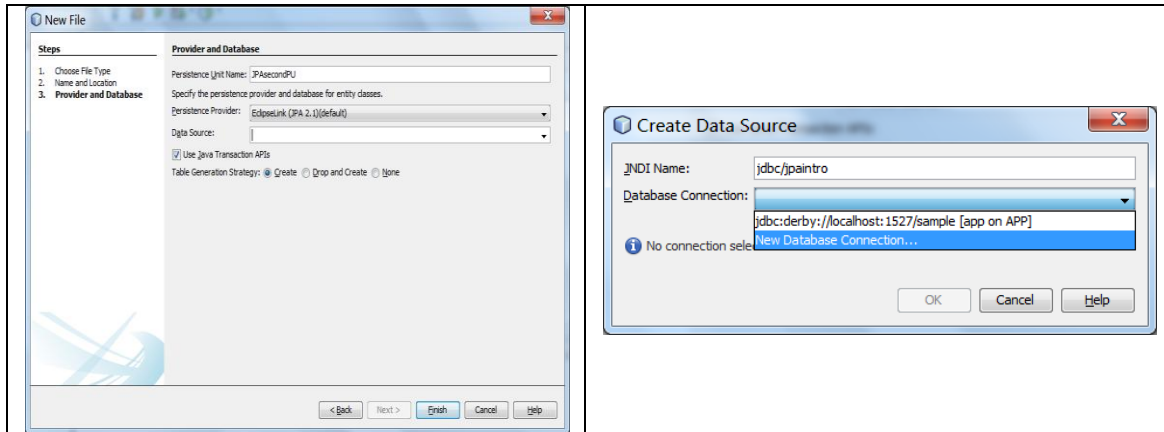 New File
Steps
1. Choose File Type
2. Name and Location
3. Provider and Database
Provider and Database
Persistence Unit Name: JPAsecondPU
Specify the persistence provider and database for entity classes.
Persistence Provider: EclipseLink (JPA 2.1)(default)
Data Source:
Use Java Transaction APIs
Table Generation Strategy: Create Drop and Create None
< Back Next > Finish Cancel Help
Create Data Source
JNDI Name: jdbc/jpaintro
Database Connection:
jdbc:derby://localhost:1527/sample [app on APP]
New Database Connection...
No connection sele
OK Cancel Help